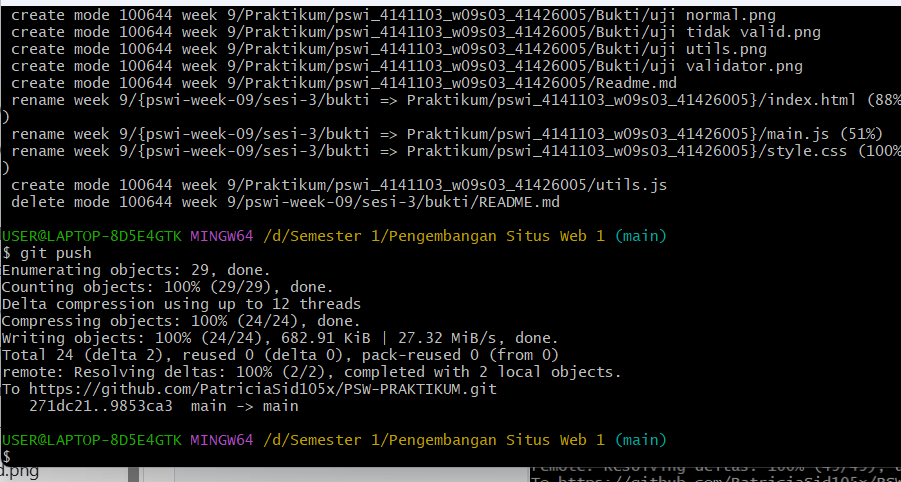 create mode 100644 week 9/Praktikum/pswi_4141103_w09s03_41426005/Bukti/uji normal.png
create mode 100644 week 9/Praktikum/pswi_4141103_w09s03_41426005/Bukti/uji tidak valid.png
create mode 100644 week 9/Praktikum/pswi_4141103_w09s03_41426005/Bukti/uji utils.png
create mode 100644 week 9/Praktikum/pswi_4141103_w09s03_41426005/Bukti/uji validator.png
create mode 100644 week 9/Praktikum/pswi_4141103_w09s03_41426005/Readme.md
rename week 9/{pswi-week-09/sesi-3/bukti => Praktikum/pswi_4141103_w09s03_41426005}/index.html (88%
)
rename week 9/{pswi-week-09/sesi-3/bukti => Praktikum/pswi_4141103_w09s03_41426005}/main.js (51%)
rename week 9/{pswi-week-09/sesi-3/bukti => Praktikum/pswi_4141103_w09s03_41426005}/style.css (100%
)
create mode 100644 week 9/Praktikum/pswi_4141103_w09s03_41426005/utils.js
delete mode 100644 week 9/pswi-week-09/sesi-3/bukti/README.md
USER@LAPTOP-8D5E4GTK MINGW64 /d/Semester 1/Pengembangan Situs Web 1 (main)
$ git push
Enumerating objects: 29, done.
Counting objects: 100% (29/29), done.
Delta compression using up to 12 threads
Compressing objects: 100% (24/24), done.
Writing objects: 100% (24/24), 682.91 KiB | 27.32 MiB/s, done.
Total 24 (delta 2), reused 0 (delta 0), pack-reused 0 (from 0)
remote: Resolving deltas: 100% (2/2), completed with 2 local objects.
To https://github.com/PatriciaSid105x/PSW-PRAKTIKUM.git
271dc21..9853ca3  main -> main
USER@LAPTOP-8D5E4GTK MINGW64 /d/Semester 1/Pengembangan Situs Web 1 (main)
$
d.png